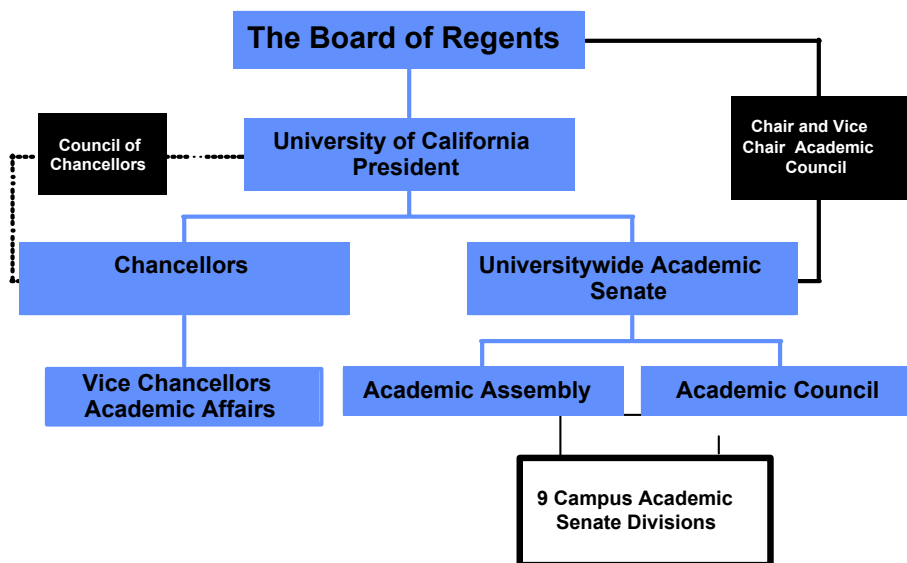 The Board of Regents
Council of
Chancellors
University of California
President
Chair and Vice
Chair Academic
Council
Chancellors
Universitywide Academic
Senate
Vice Chancellors
Academic Affairs
Academic Assembly
Academic Council
9 Campus Academic
Senate Divisions